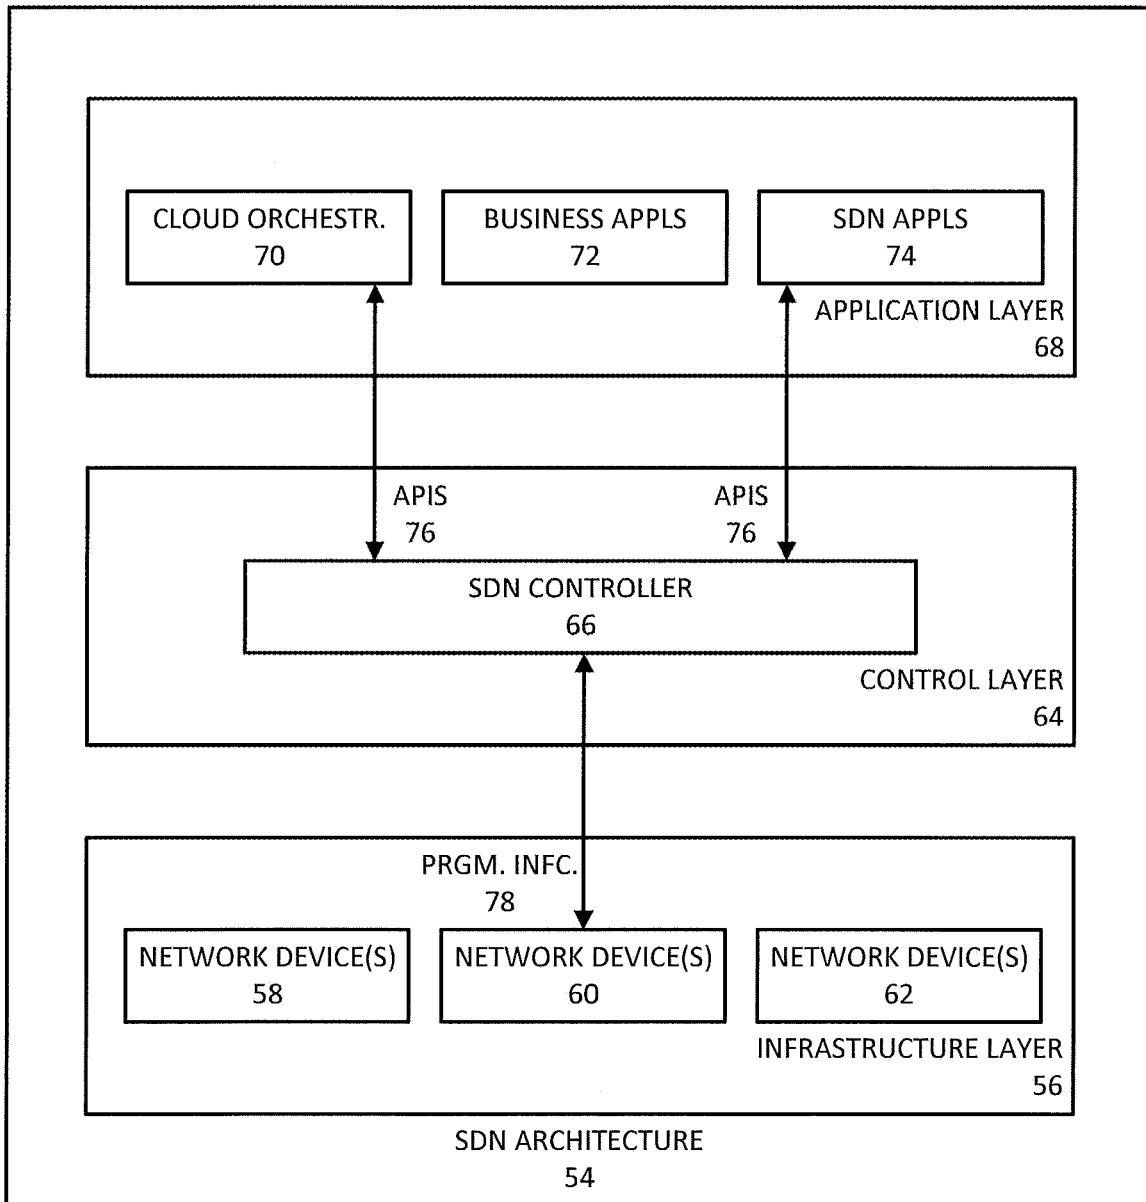 CLOUD ORCHESTR.
70
BUSINESS APPLS
72
SDN APPLS
74
APPLICATION LAYER
68
APIS
76
APIS
76
SDN CONTROLLER
66
CONTROL LAYER
64
PRGM. INFC.
78
NETWORK DEVICE(S)
58
NETWORK DEVICE(S)
60
NETWORK DEVICE(S)
62
INFRASTRUCTURE LAYER
56
SDN ARCHITECTURE
54